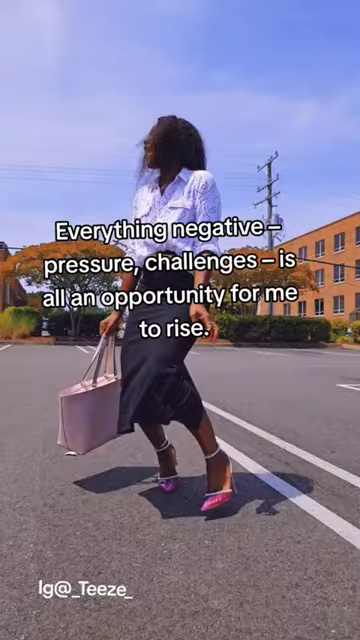 Everything negative –
pressure, challenges – is
all an opportunity for me
to rise.
Ig@_Teeze_